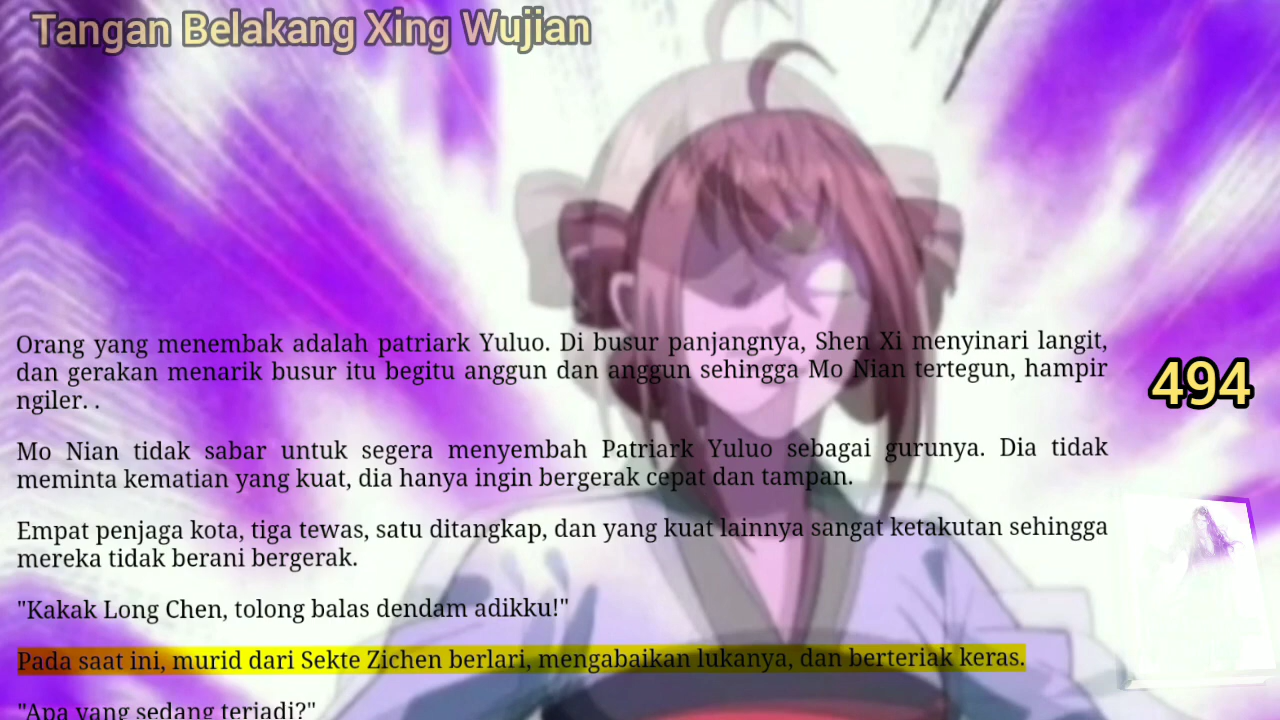 Tangan Belakang Xing Wujian
Orang yang menembak adalah patriark Yuluo. Di busur panjangnya, Shen Xi menyinari langit,
dan gerakan menarik busur itu begitu anggun dan anggun sehingga Mo Nian tertegun, hampir
ngiler. .
494
Mo Nian tidak sabar untuk segera menyembah Patriark Yuluo sebagai gurunya. Dia tidak
meminta kematian yang kuat, dia hanya ingin bergerak cepat dan tampan.
Empat penjaga kota, tiga tewas, satu ditangkap, dan yang kuat lainnya sangat ketakutan sehingga
mereka tidak berani bergerak.
"Kakak Long Chen, tolong balas dendam adikku!"
Pada saat ini, murid dari Sekte Zichen berlari, mengabaikan lukanya, dan berteriak keras.
"Apa yang sedang terjadi?"